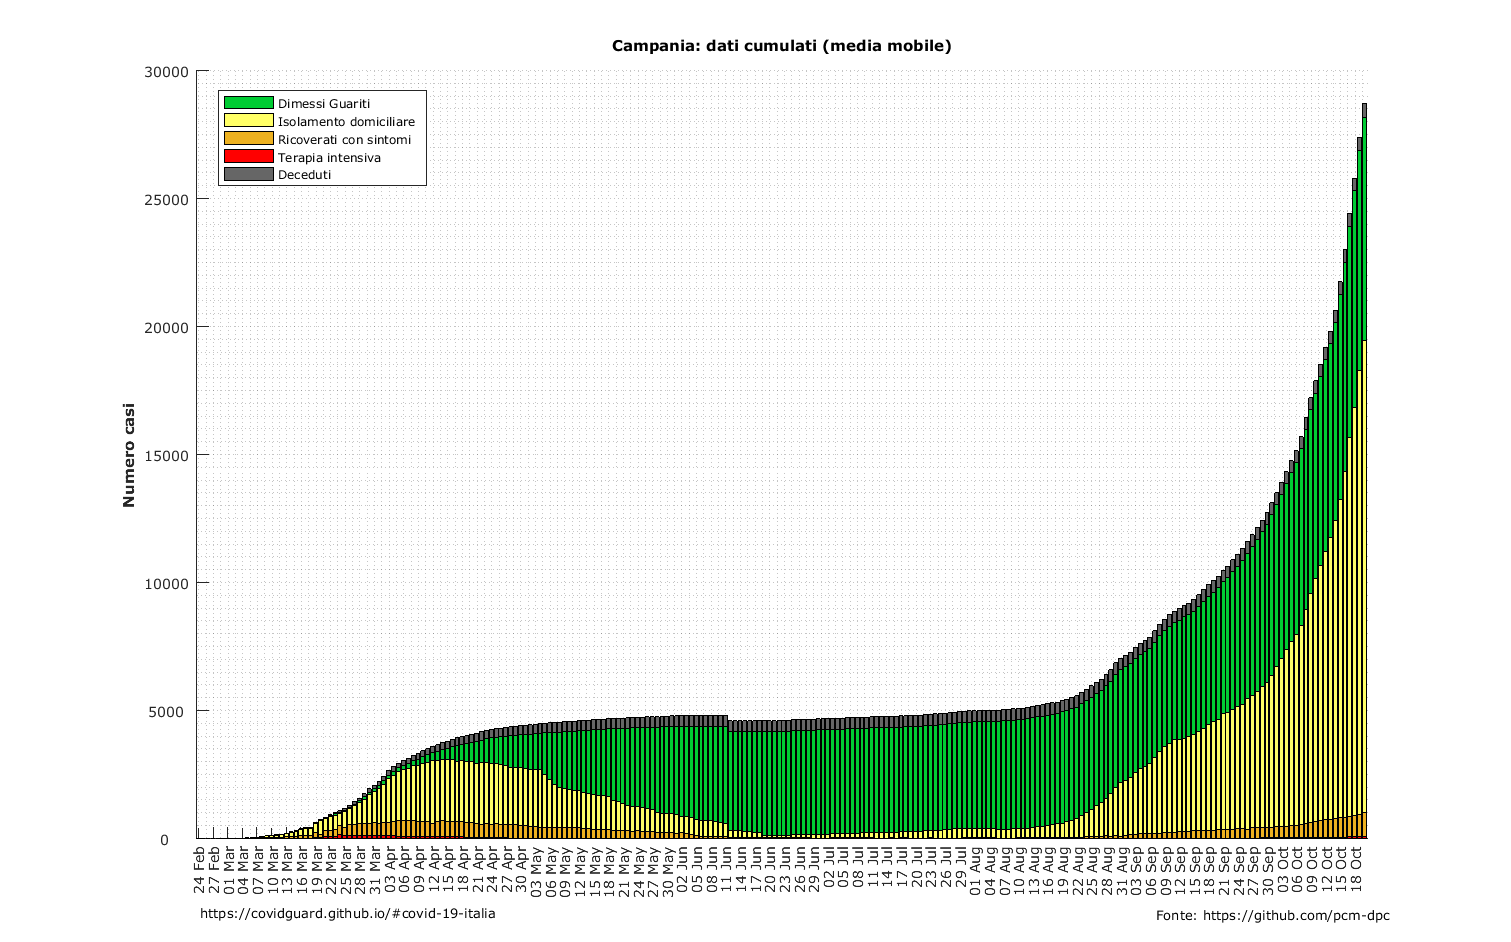 Campania: dati cumulati (media mobile)
Numero casi
30000
25000
20000
15000
10000
5000
0
Dimessi Guariti
Isolamento domiciliare
Ricoverati con sintomi
Terapia intensiva
Deceduti
24 Feb
27 Feb
01 Mar
04 Mar
07 Mar
10 Mar
13 Mar
16 Mar
19 Mar
22 Mar
25 Mar
28 Mar
31 Mar
03 Apr
06 Apr
09 Apr
12 Apr
15 Apr
18 Apr
21 Apr
24 Apr
27 Apr
30 Apr
03 May
06 May
09 May
12 May
15 May
18 May
21 May
24 May
27 May
30 May
02 Jun
05 Jun
08 Jun
11 Jun
14 Jun
17 Jun
20 Jun
23 Jun
26 Jun
29 Jun
02 Jul
05 Jul
08 Jul
11 Jul
14 Jul
17 Jul
20 Jul
23 Jul
26 Jul
29 Jul
01 Aug
04 Aug
07 Aug
10 Aug
13 Aug
16 Aug
19 Aug
22 Aug
25 Aug
28 Aug
31 Aug
03 Sep
06 Sep
09 Sep
12 Sep
15 Sep
18 Sep
21 Sep
24 Sep
27 Sep
30 Sep
03 Oct
06 Oct
09 Oct
12 Oct
15 Oct
18 Oct
https://covidguard.github.io/#covid-19-italia
Fonte: https://github.com/pcm-dpc